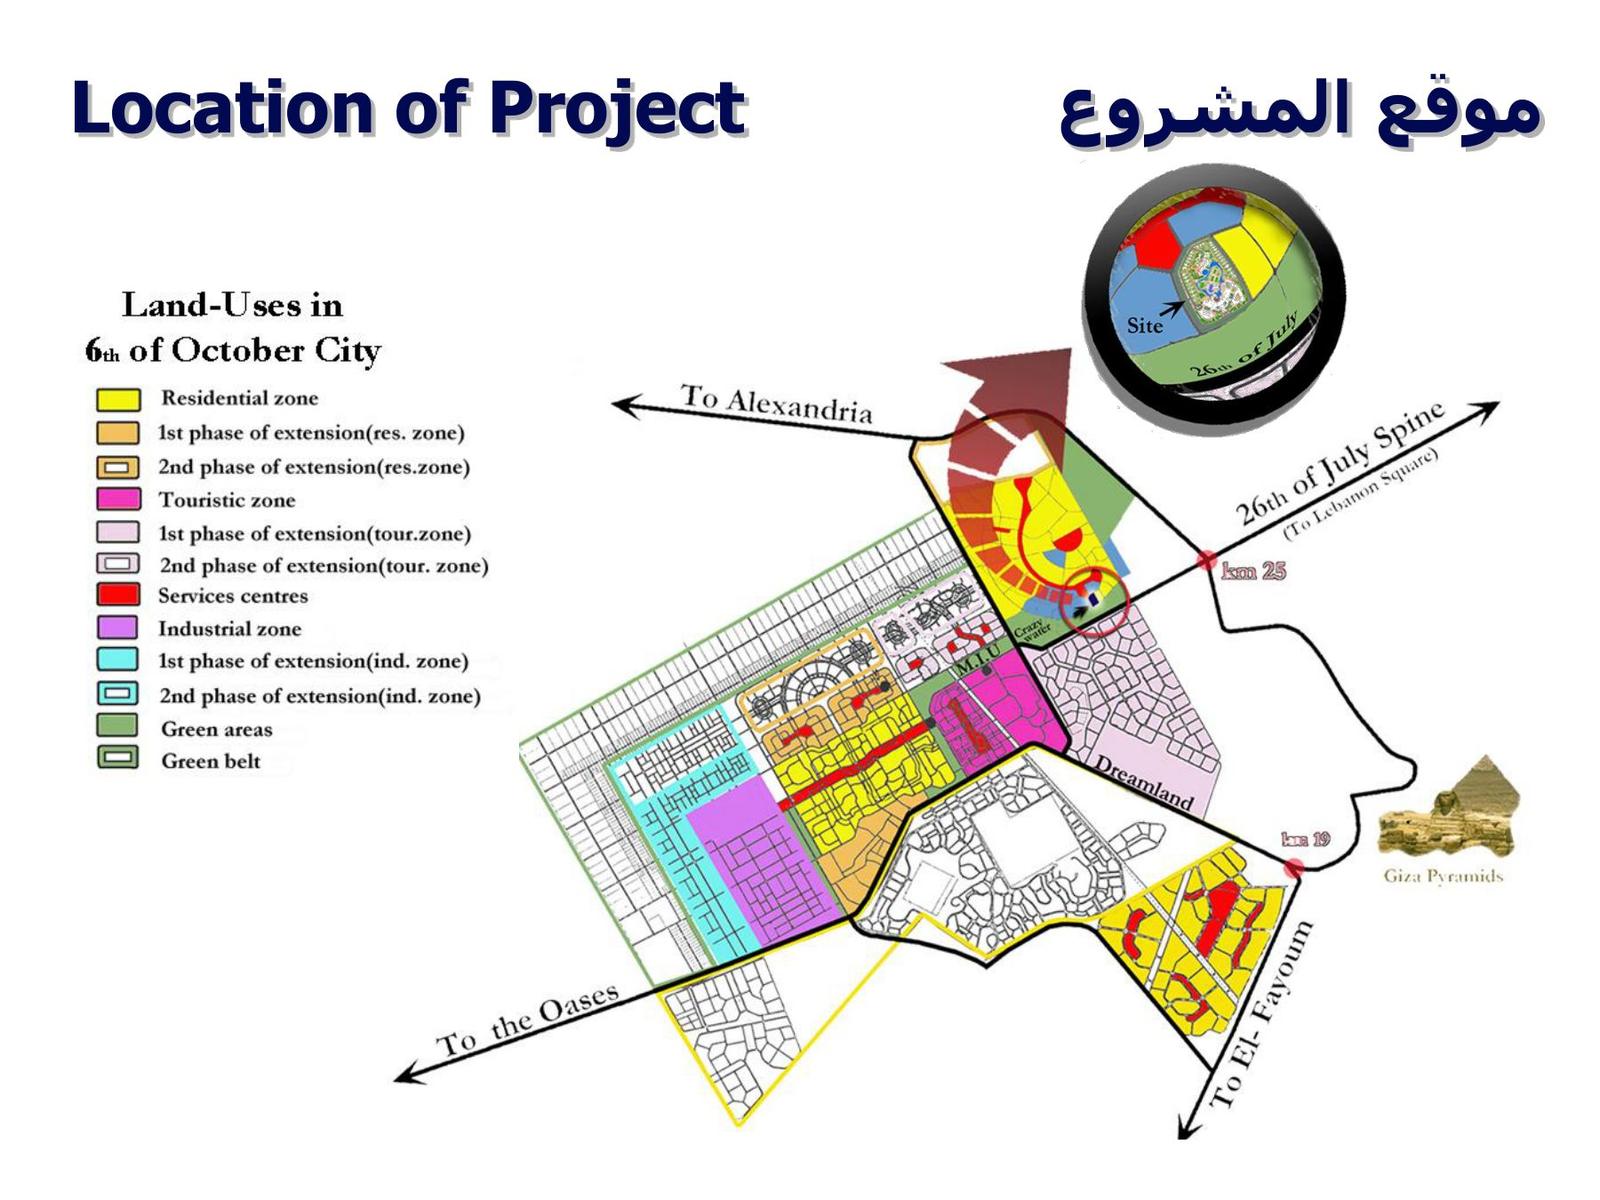 Location of Project
موقع المشروع
Site
26th of July
Land-Uses in
6th of October City
Residential zone
1st phase of extension(res. zone)
2nd phase of extension(res.zone)
Touristic zone
1st phase of extension(tour.zone)
2nd phase of extension(tour. zone)
Services centres
Industrial zone
1st phase of extension(ind. zone)
2nd phase of extension(ind. zone)
Green areas
Green belt
To Alexandria
26th of July Spine
(To Lebanon Square)
km 25
Crazy
water
M.I.U
Dreamland
km 19
Giza Pyramids
To the Oases
To El- Fayoum